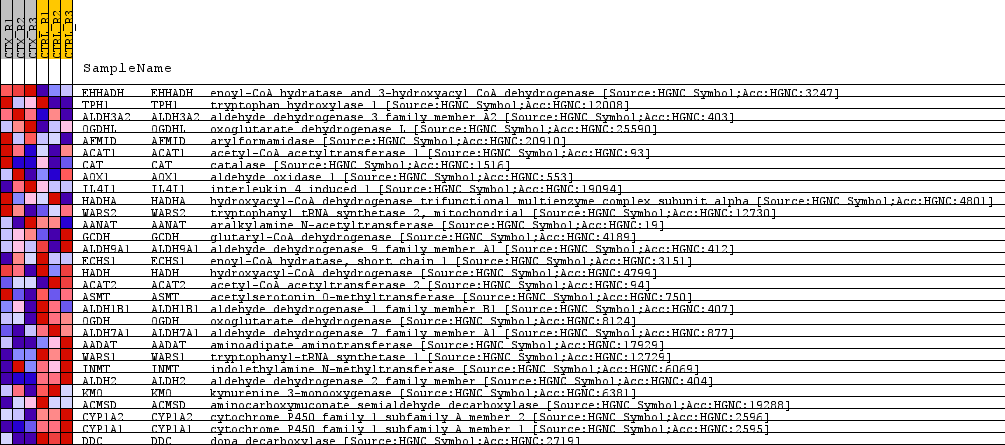 CTX_R1 CTX_R2 CTX_R3 CTRL_R1 CTRL_R2 CTRL_R3
SampleName
EHHADH EHHADH enoyl-CoA hydratase and 3-hydroxyacyl CoA dehydrogenase [Source:HGNC Symbol;Acc:HGNC:3247]
TPH1 TPH1 tryptophan hydroxylase 1 [Source:HGNC Symbol;Acc:HGNC:12008]
ALDH3A2 ALDH3A2 aldehyde dehydrogenase 3 family member A2 [Source:HGNC Symbol;Acc:HGNC:403]
OGDHL OGDHL oxoglutarate dehydrogenase L [Source:HGNC Symbol;Acc:HGNC:25590]
AFMID AFMID arylformamidase [Source:HGNC Symbol;Acc:HGNC:20910]
ACAT1 ACAT1 acetyl-CoA acetyltransferase 1 [Source:HGNC Symbol;Acc:HGNC:93]
CAT CAT catalase [Source:HGNC Symbol;Acc:HGNC:1516]
AOX1 AOX1 aldehyde oxidase 1 [Source:HGNC Symbol;Acc:HGNC:553]
IL4I1 IL4I1 interleukin 4 induced 1 [Source:HGNC Symbol;Acc:HGNC:19094]
HADHA HADHA hydroxyacyl-CoA dehydrogenase trifunctional multienzyme complex subunit alpha [Source:HGNC Symbol;Acc:HGNC:4801]
WARS2 WARS2 tryptophanyl tRNA synthetase 2, mitochondrial [Source:HGNC Symbol;Acc:HGNC:12730]
AANAT AANAT aralkylamine N-acetyltransferase [Source:HGNC Symbol;Acc:HGNC:19]
GCDH GCDH glutaryl-CoA dehydrogenase [Source:HGNC Symbol;Acc:HGNC:4189]
ALDH9A1 ALDH9A1 aldehyde dehydrogenase 9 family member A1 [Source:HGNC Symbol;Acc:HGNC:412]
ECHS1 ECHS1 enoyl-CoA hydratase, short chain 1 [Source:HGNC Symbol;Acc:HGNC:3151]
HADH HADH hydroxyacyl-CoA dehydrogenase [Source:HGNC Symbol;Acc:HGNC:4799]
ACAT2 ACAT2 acetyl-CoA acetyltransferase 2 [Source:HGNC Symbol;Acc:HGNC:94]
ASMT ASMT acetylserotonin O-methyltransferase [Source:HGNC Symbol;Acc:HGNC:750]
ALDH1B1 ALDH1B1 aldehyde dehydrogenase 1 family member B1 [Source:HGNC Symbol;Acc:HGNC:407]
OGDH OGDH oxoglutarate dehydrogenase [Source:HGNC Symbol;Acc:HGNC:8124]
ALDH7A1 ALDH7A1 aldehyde dehydrogenase 7 family member A1 [Source:HGNC Symbol;Acc:HGNC:877]
AADAT AADAT aminoadipate aminotransferase [Source:HGNC Symbol;Acc:HGNC:17929]
WARS1 WARS1 tryptophanyl-tRNA synthetase 1 [Source:HGNC Symbol;Acc:HGNC:12729]
INMT INMT indolethylamine N-methyltransferase [Source:HGNC Symbol;Acc:HGNC:6069]
ALDH2 ALDH2 aldehyde dehydrogenase 2 family member [Source:HGNC Symbol;Acc:HGNC:404]
KMO KMO kynurenine 3-monooxygenase [Source:HGNC Symbol;Acc:HGNC:6381]
ACMSD ACMSD aminocarboxymuconate semialdehyde decarboxylase [Source:HGNC Symbol;Acc:HGNC:19288]
CYP1A2 CYP1A2 cytochrome P450 family 1 subfamily A member 2 [Source:HGNC Symbol;Acc:HGNC:2596]
CYP1A1 CYP1A1 cytochrome P450 family 1 subfamily A member 1 [Source:HGNC Symbol;Acc:HGNC:2595]
DDC DDC dopa decarboxylase [Source:HGNC Symbol;Acc:HGNC:2719]